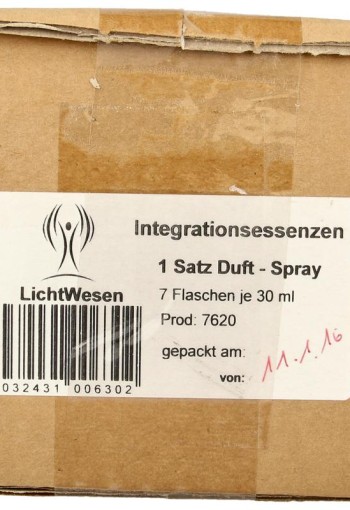 Integrationsessenzen
1 Satz Duft - Spray
LichtWesen
7 Flaschen je 30 ml
Prod: 7620
gepackt am:
von:
11.1.16
032431 006302